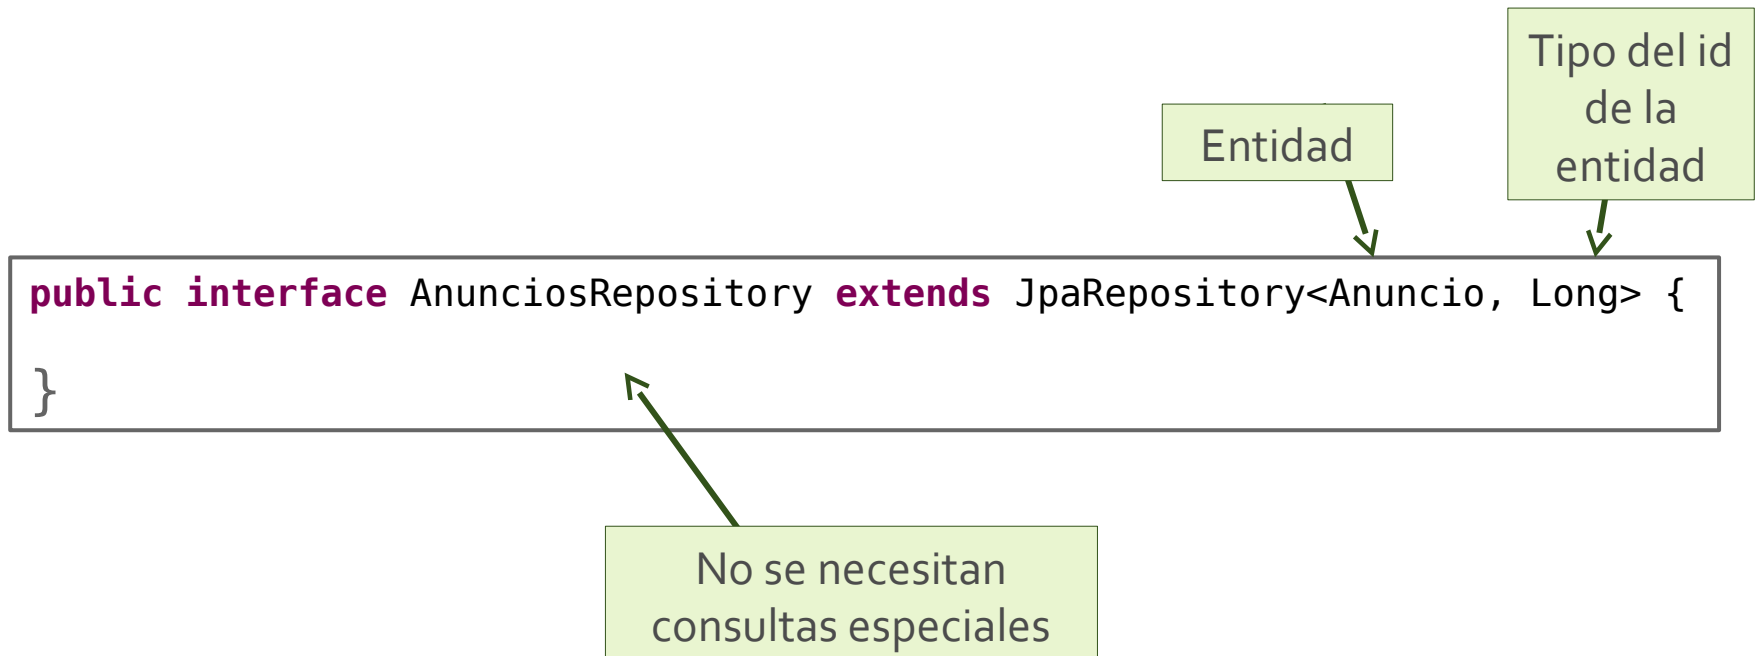 Tipo del id
de la
entidad
Entidad
public interface AnunciosRepository extends JpaRepository<Anuncio, Long> {
}
No se necesitan
consultas especiales